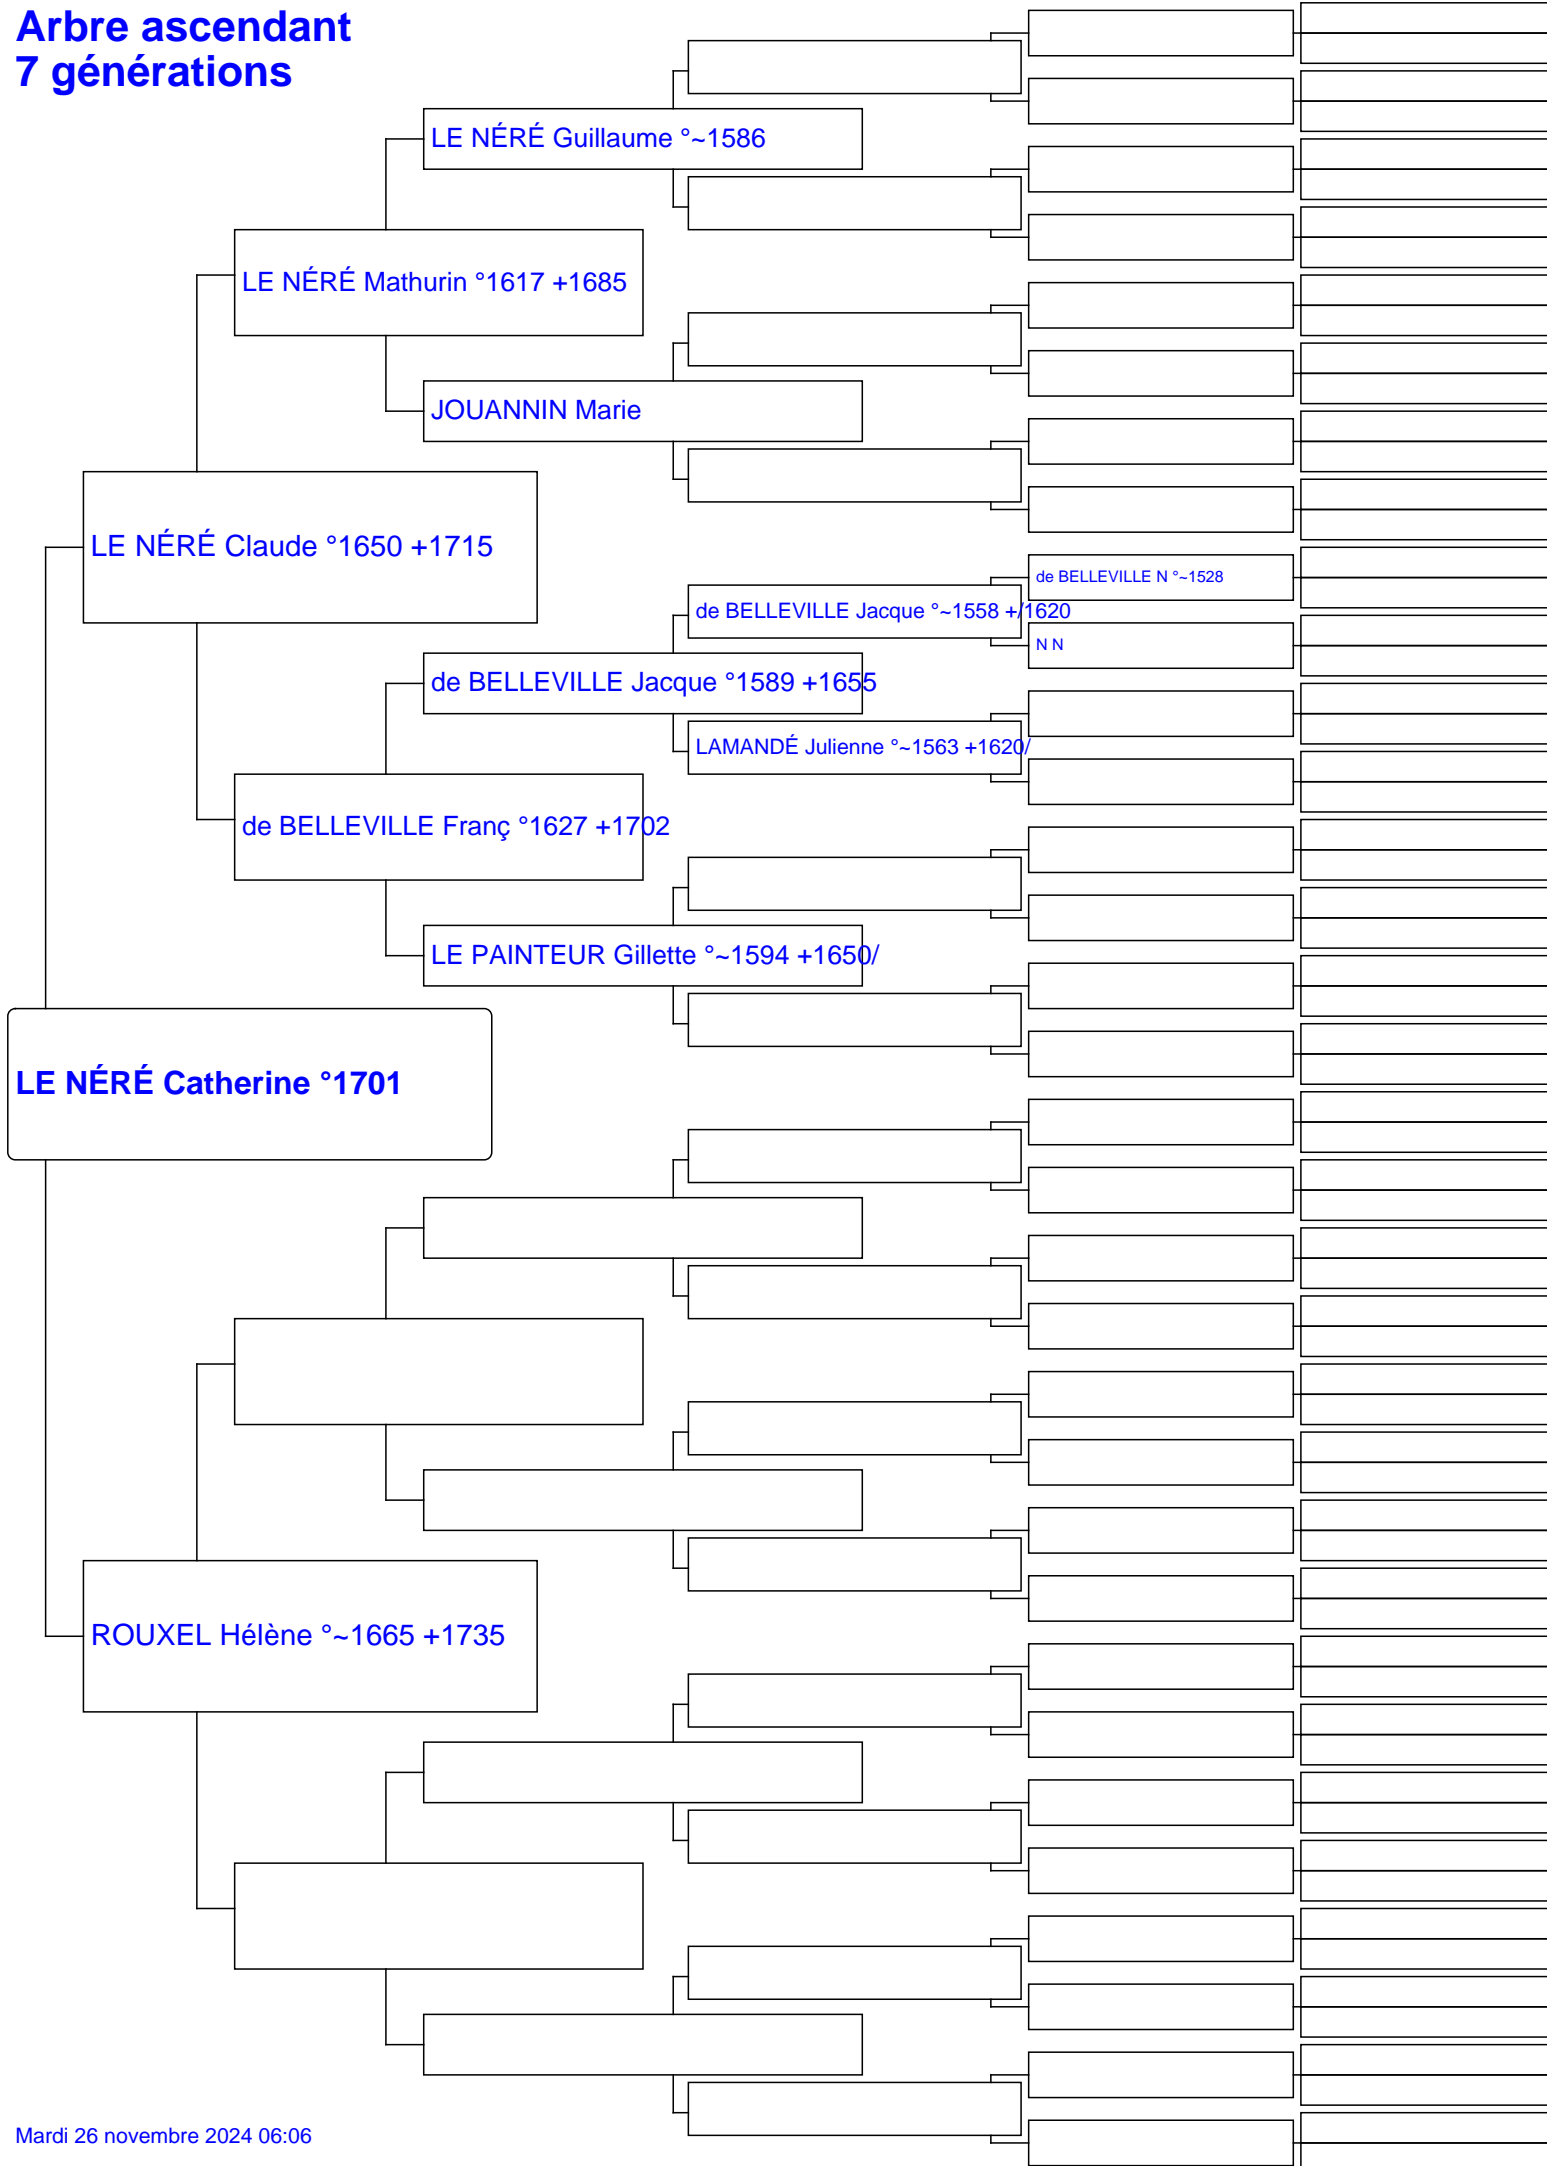 Arbre ascendant
7 générations
LE NÉRÉ Guillaume °~1586
LE NÉRÉ Mathurin °1617 +1685
JOUANNIN Marie
LE NÉRÉ Claude °1650 +1715
de BELLEVILLE N °~1528
de BELLEVILLE Jacque °~1558 +/1620
N N
de BELLEVILLE Jacque °1589 +1655
LAMANDÉ Julienne °~1563 +1620/
de BELLEVILLE Franç °1627 +1702
LE PAINTEUR Gillette °~1594 +1650/
LE NÉRÉ Catherine °1701
ROUXEL Hélène °~1665 +1735
Mardi 26 novembre 2024 06:06